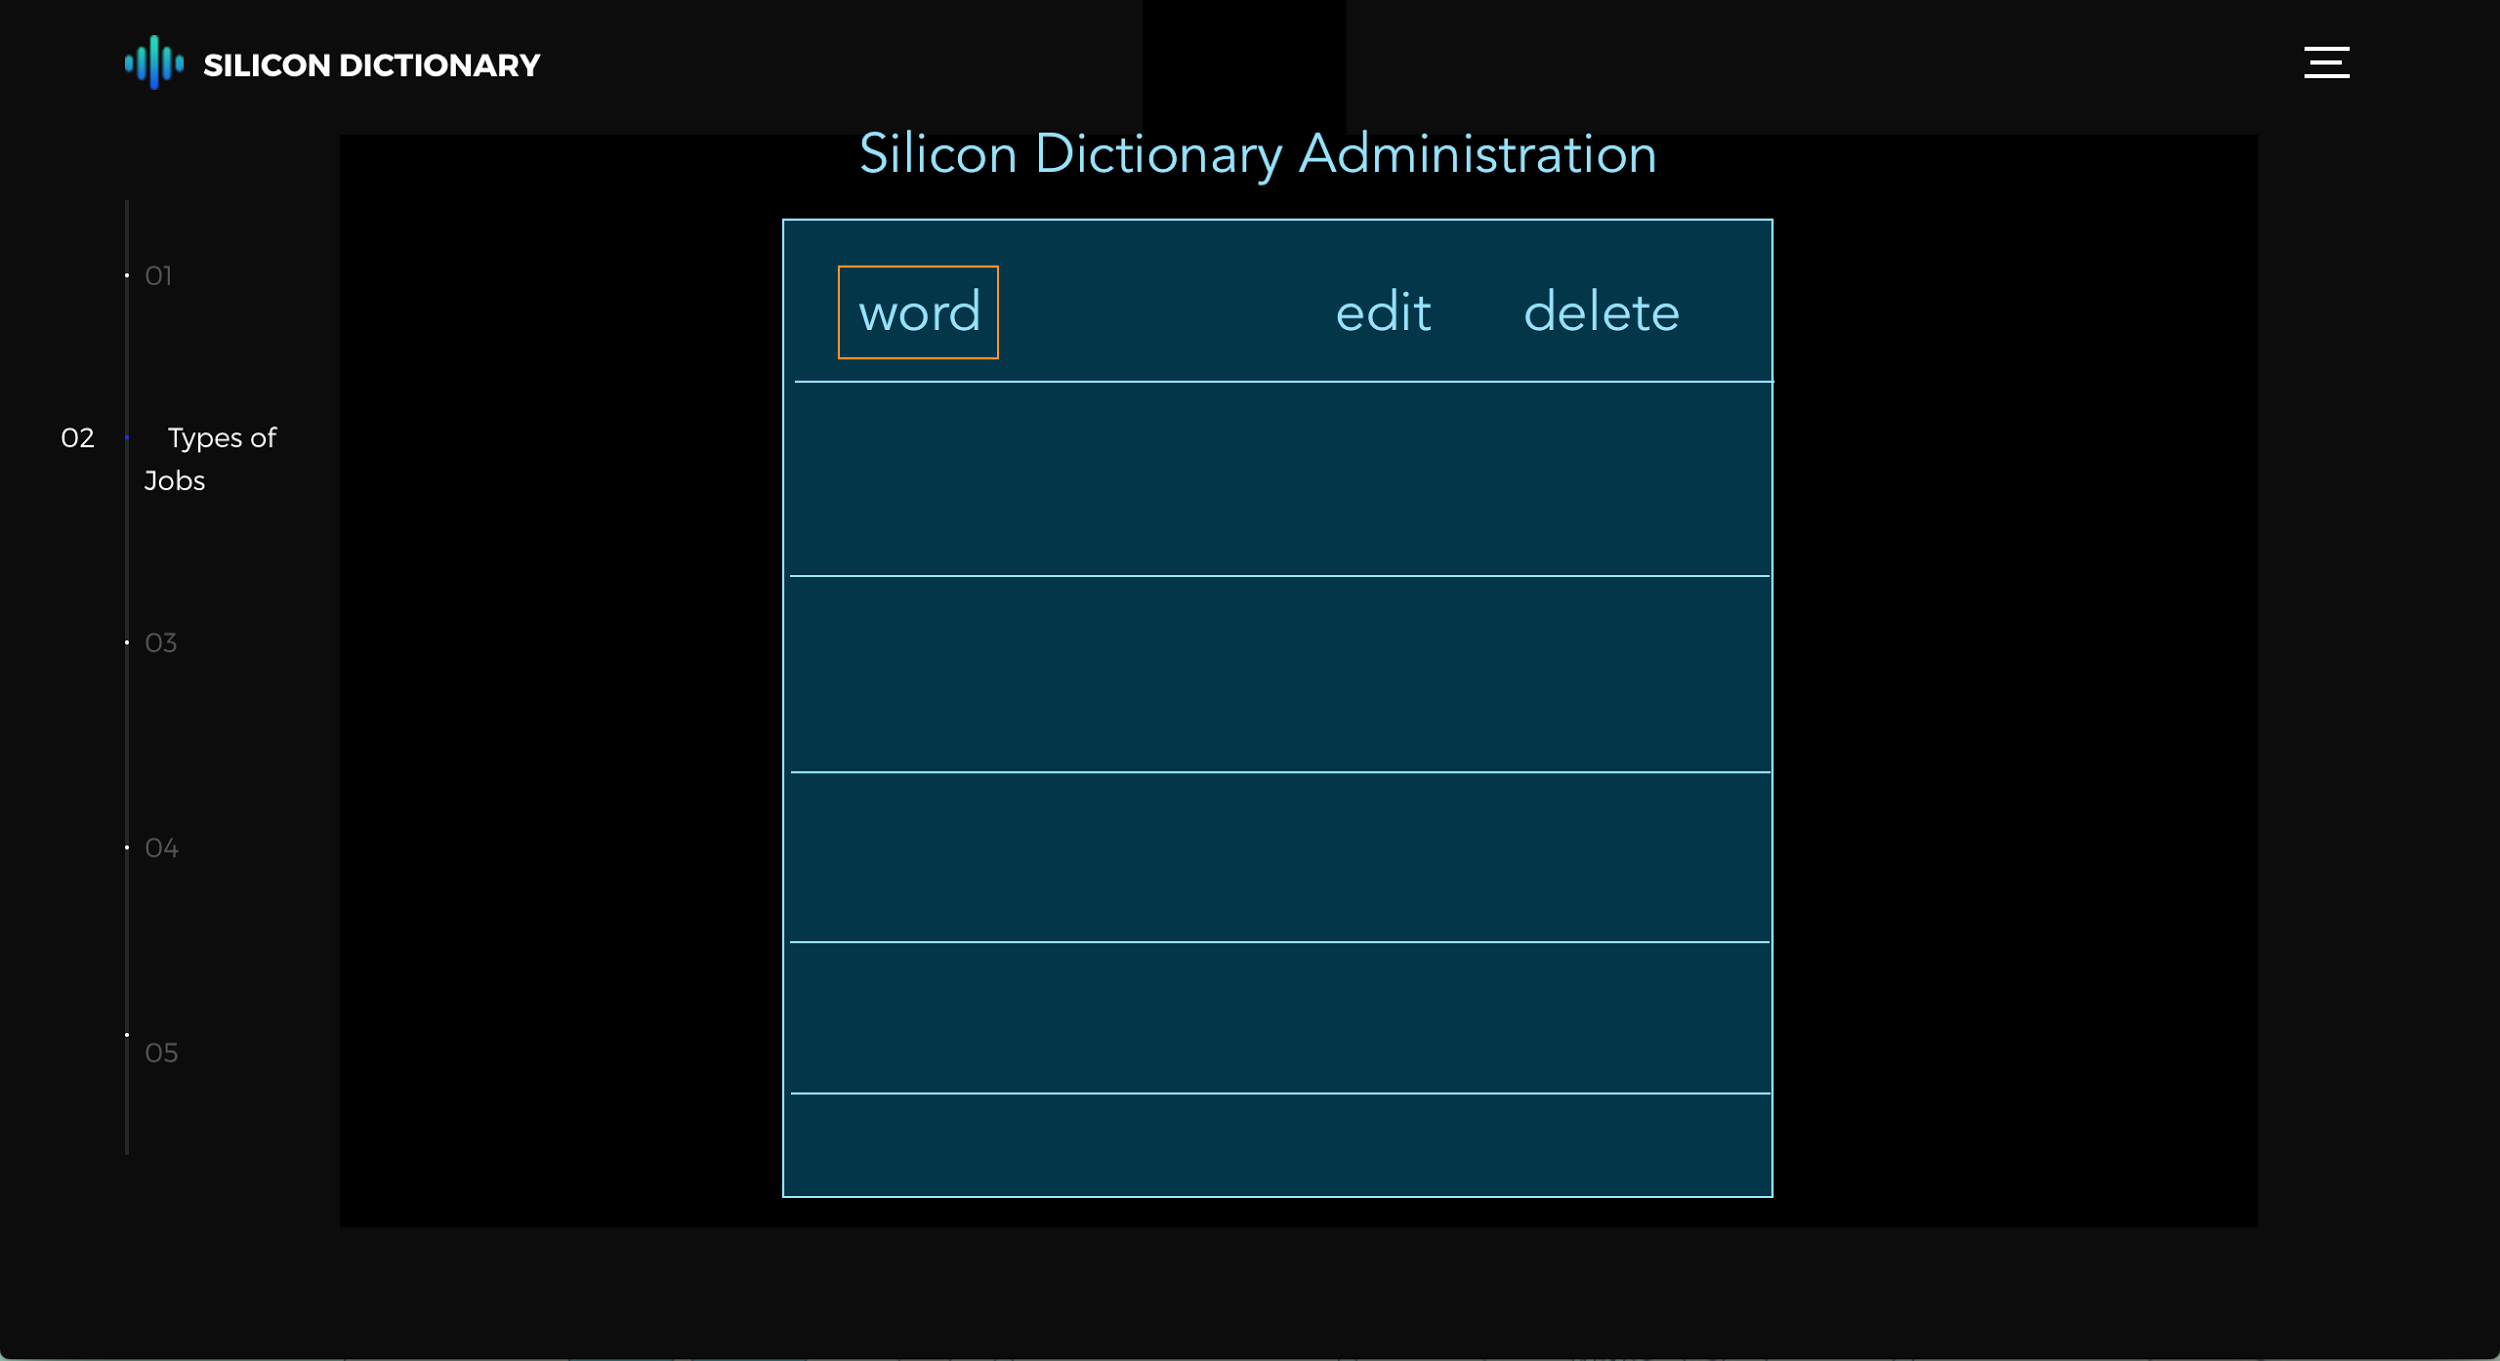 SILICON DICTIONARY
Silicon Dictionary Administration
word edit delete
01
02 Types of
Jobs
03
04
05